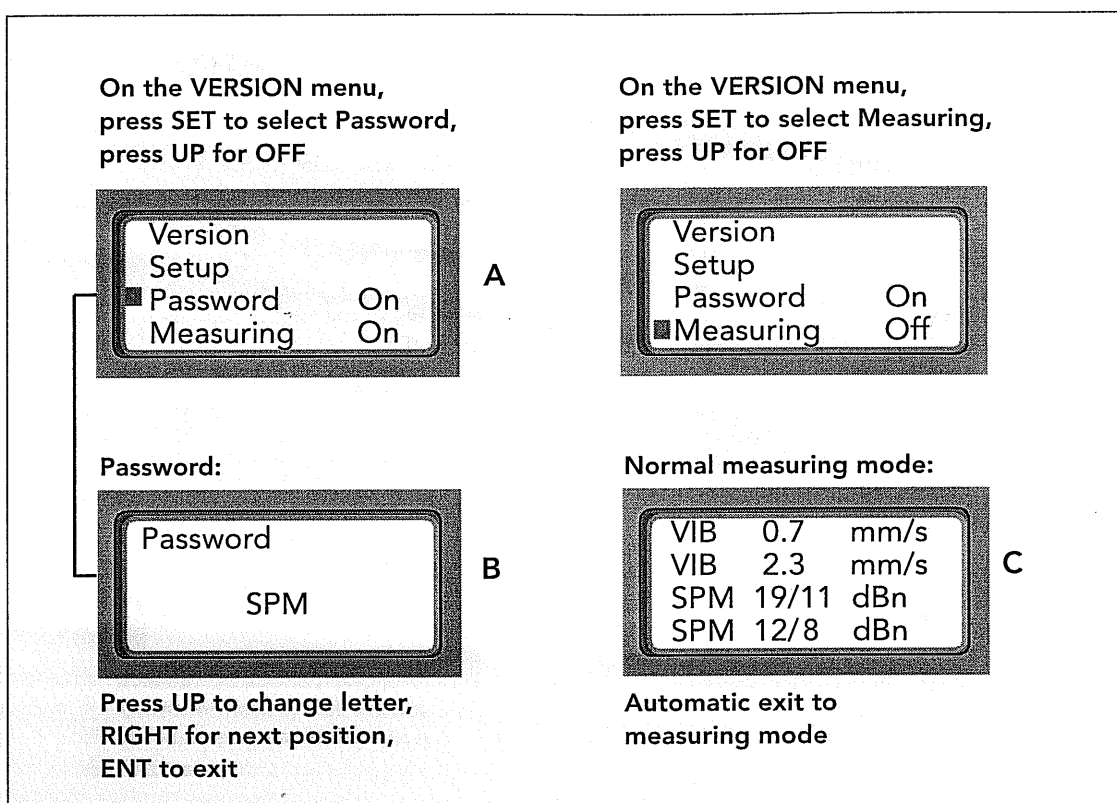 On the VERSION menu,
press SET to select Password,
press UP for OFF
Version
Setup
Password On
Measuring On
A
Password:
Password
SPM
B
Press UP to change letter,
RIGHT for next position,
ENT to exit
On the VERSION menu,
press SET to select Measuring,
press UP for OFF
Version
Setup
Password On
Measuring Off
Normal measuring mode:
VIB 0.7 mm/s
VIB 2.3 mm/s
SPM 19/11 dBn
SPM 12/8 dBn
C
Automatic exit to
measuring mode